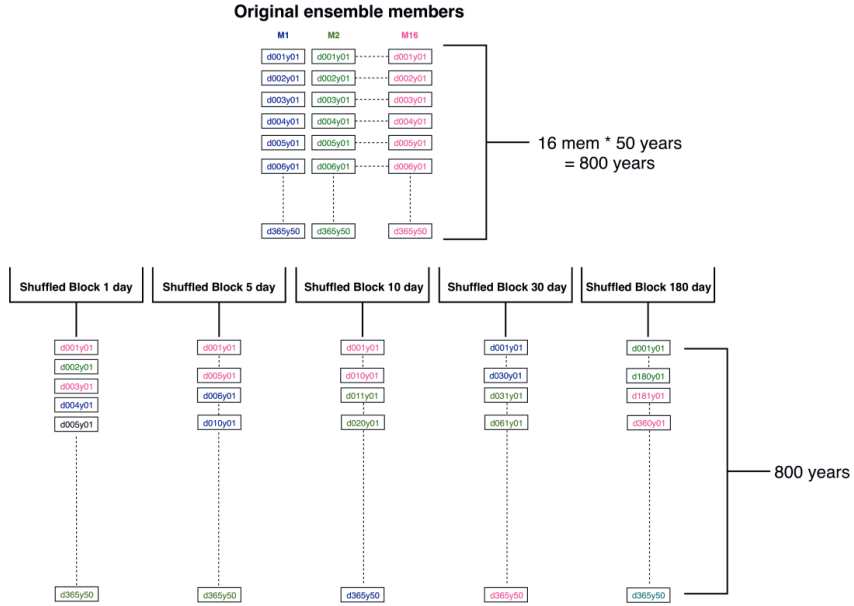 Original ensemble members
M1 M2 M16
d001y01 d001y01 d001y01
d002y01 d002y01 d002y01
d003y01 d003y01 d003y01
d004y01 d004y01 d004y01
d005y01 d005y01 d005y01
d006y01 d006y01 d006y01
d365y50 d365y50 d365y50
16 mem * 50 years
= 800 years
Shuffled Block 1 day
Shuffled Block 5 day
Shuffled Block 10 day
Shuffled Block 30 day
Shuffled Block 180 day
d001y01 d001y01 d001y01 d001y01 d001y01
d002y01 d005y01 d010y01 d030y01 d180y01
d003y01 d006y01 d011y01 d031y01 d181y01
d004y01
d005y01 d010y01 d020y01 d061y01 d360y01
800 years
d365y50 d365y50 d365y50 d365y50 d365y50